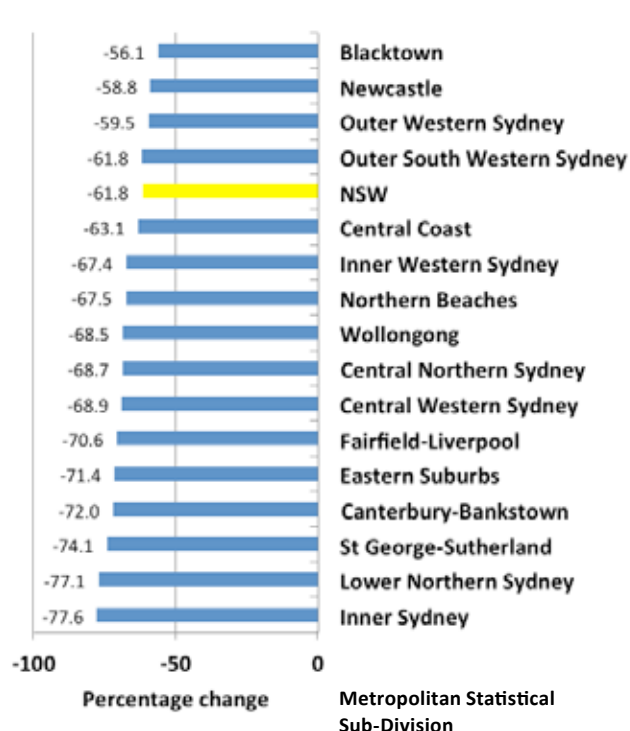 -56.1 Blacktown
-58.8 Newcastle
-59.5 Outer Western Sydney
-61.8 Outer South Western Sydney
-61.8 NSW
-63.1 Central Coast
-67.4 Inner Western Sydney
-67.5 Northern Beaches
-68.5 Wollongong
-68.7 Central Northern Sydney
-68.9 Central Western Sydney
-70.6 Fairfield-Liverpool
-71.4 Eastern Suburbs
-72.0 Canterbury-Bankstown
-74.1 St George-Sutherland
-77.1 Lower Northern Sydney
-77.6 Inner Sydney
-100 -50 0
Percentage change Metropolitan Statistical
Sub-Division